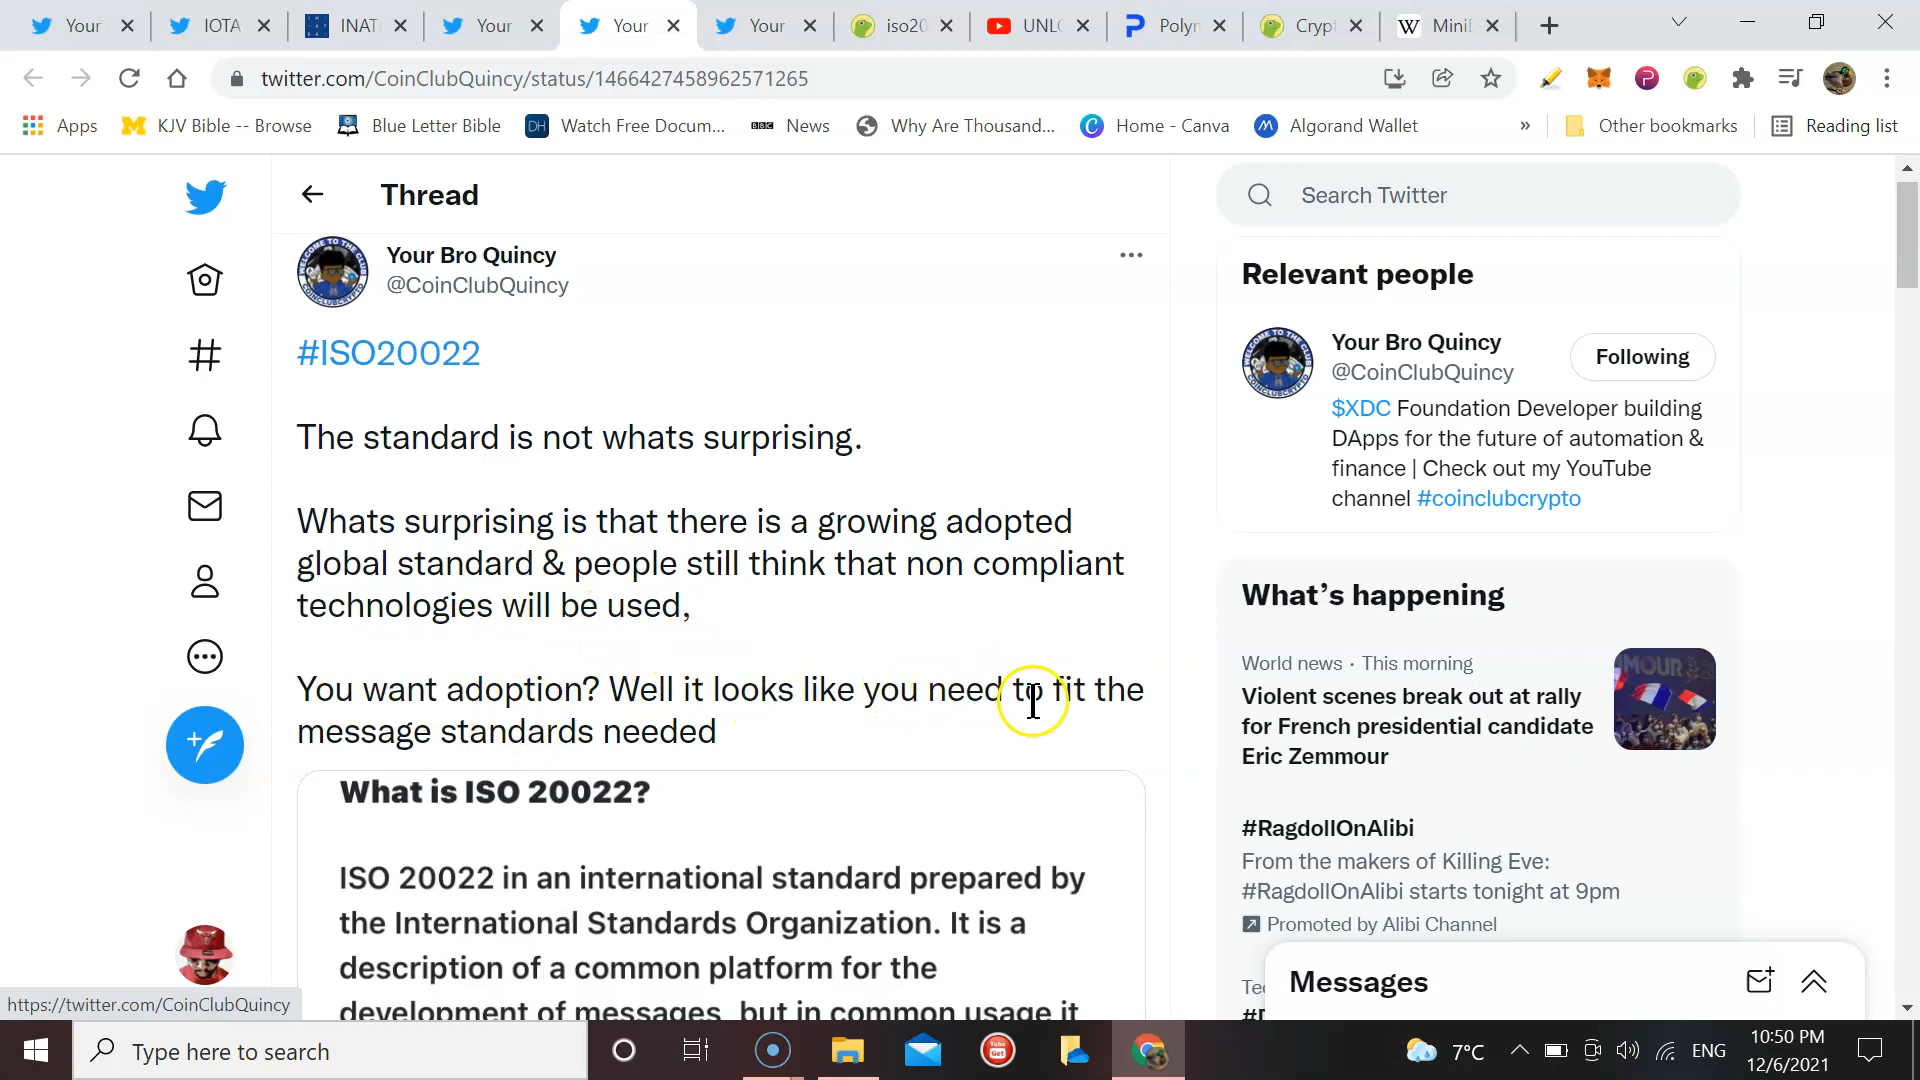 Your
IOTA
INAT
Your
Your
Your
iso20
UNLO
Polyn
Crypt
Mini
twitter.com/CoinClubQuincy/status/1466427458962571265
Apps
KJV Bible -- Browse
Blue Letter Bible
DH
Watch Free Docum...
BBC
News
Why Are Thousand...
Home - Canva
Algorand Wallet
»
Other bookmarks
Reading list
Thread
Search Twitter
Your Bro Quincy
@CoinClubQuincy
#ISO20022
The standard is not whats surprising.
Whats surprising is that there is a growing adopted
global standard & people still think that non compliant
technologies will be used,
You want adoption? Well it looks like you need to fit the
message standards needed
What is ISO 20022?
ISO 20022 in an international standard prepared by
the International Standards Organization. It is a
description of a common platform for the
development of messages, but in common usage it
Relevant people
Your Bro Quincy
@CoinClubQuincy
Following
$XDC Foundation Developer building
DApps for the future of automation &
finance | Check out my YouTube
channel #coinclubcrypto
What's happening
World news · This morning
Violent scenes break out at rally
for French presidential candidate
Eric Zemmour
#RagdollOnAlibi
From the makers of Killing Eve:
#RagdollOnAlibi starts tonight at 9pm
Promoted by Alibi Channel
Messages
https://twitter.com/CoinClubQuincy
Type here to search
7°C
ENG
10:50 PM
12/6/2021